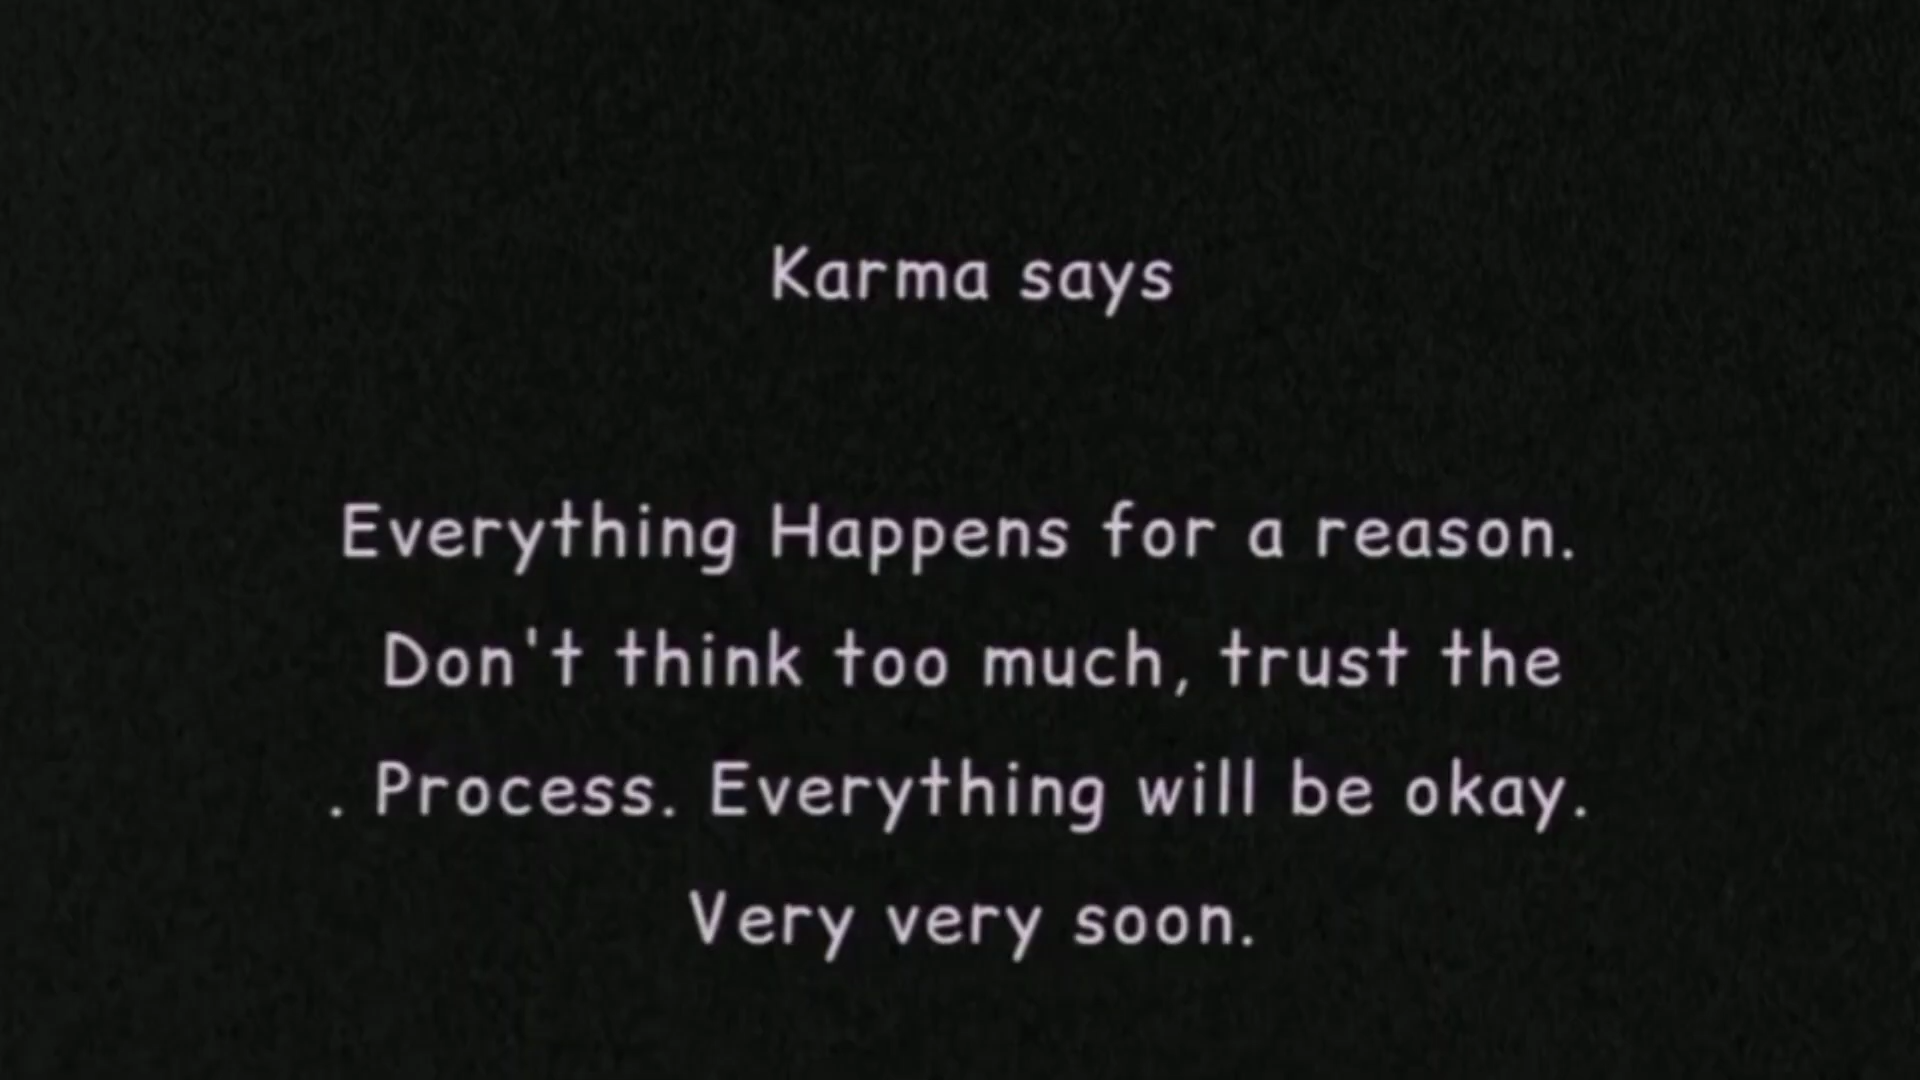 Karma says
Everything Happens for a reason.
Don't think too much, trust the
. Process. Everything will be okay.
Very very soon.